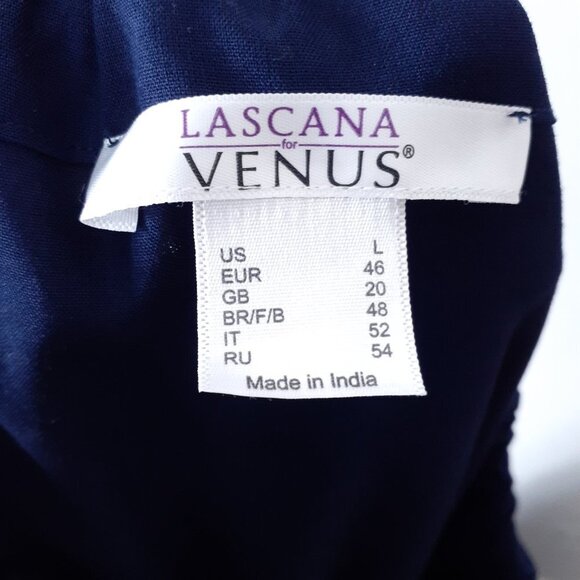 LASCANA
for
VENUS®
US L
EUR 46
GB 20
BR/F/B 48
IT 52
RU 54
Made in India